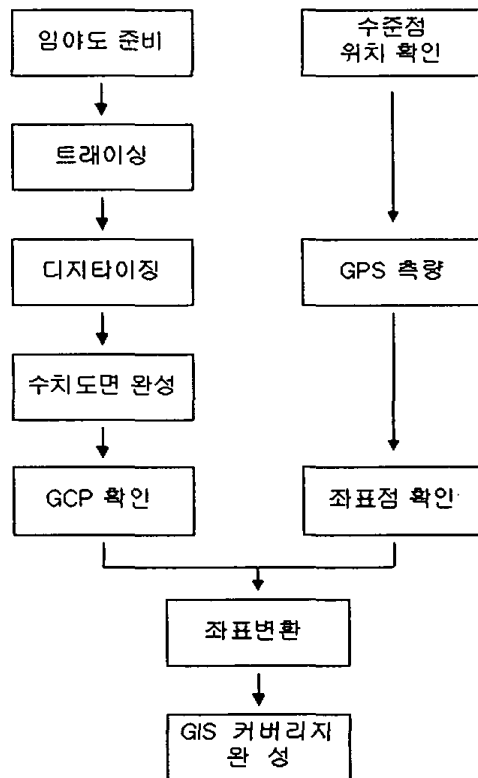 임야도 준비
트래이싱
디지타이징
수치도면 완성
GCP 확인
수준점
위치 확인
GPS 측량
좌표점 확인
좌표변환
GIS 커버리지
완 성